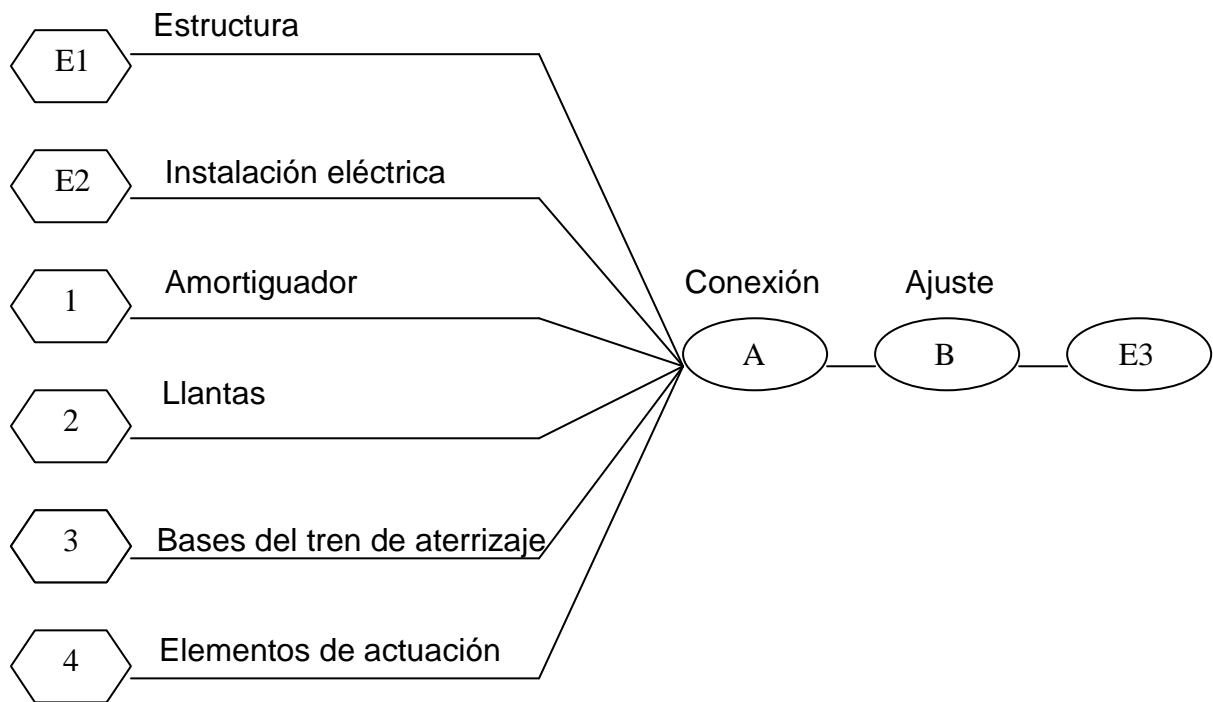 Estructura
E1
Instalación eléctrica
E2
Amortiguador
1
Conexión
Ajuste
A
B
E3
Llantas
2
Bases del tren de aterrizaje
3
Elementos de actuación
4